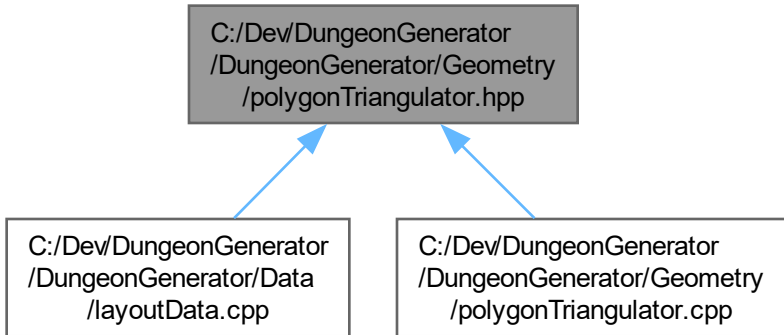 C:/Dev/DungeonGenerator
/DungeonGenerator/Geometry
/polygonTriangulator.hpp
C:/Dev/DungeonGenerator
/DungeonGenerator/Data
/layoutData.cpp
C:/Dev/DungeonGenerator
/DungeonGenerator/Geometry
/polygonTriangulator.cpp